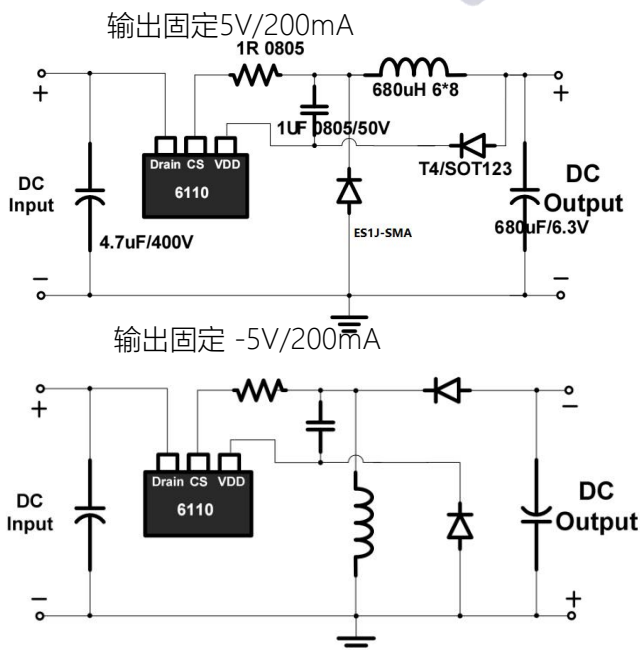 输出固定5V/200mA
1R 0805
680uH 6*8
+
+
1UF 0805/50V
Drain CS VDD
T4/SOT123
DC
Input
6110
DC
Output
4.7uF/400V
ES1J-SMA
680uF/6.3V
−
−
输出固定 -5V/200mA
+
−
Drain CS VDD
DC
Input
6110
DC
Output
−
+